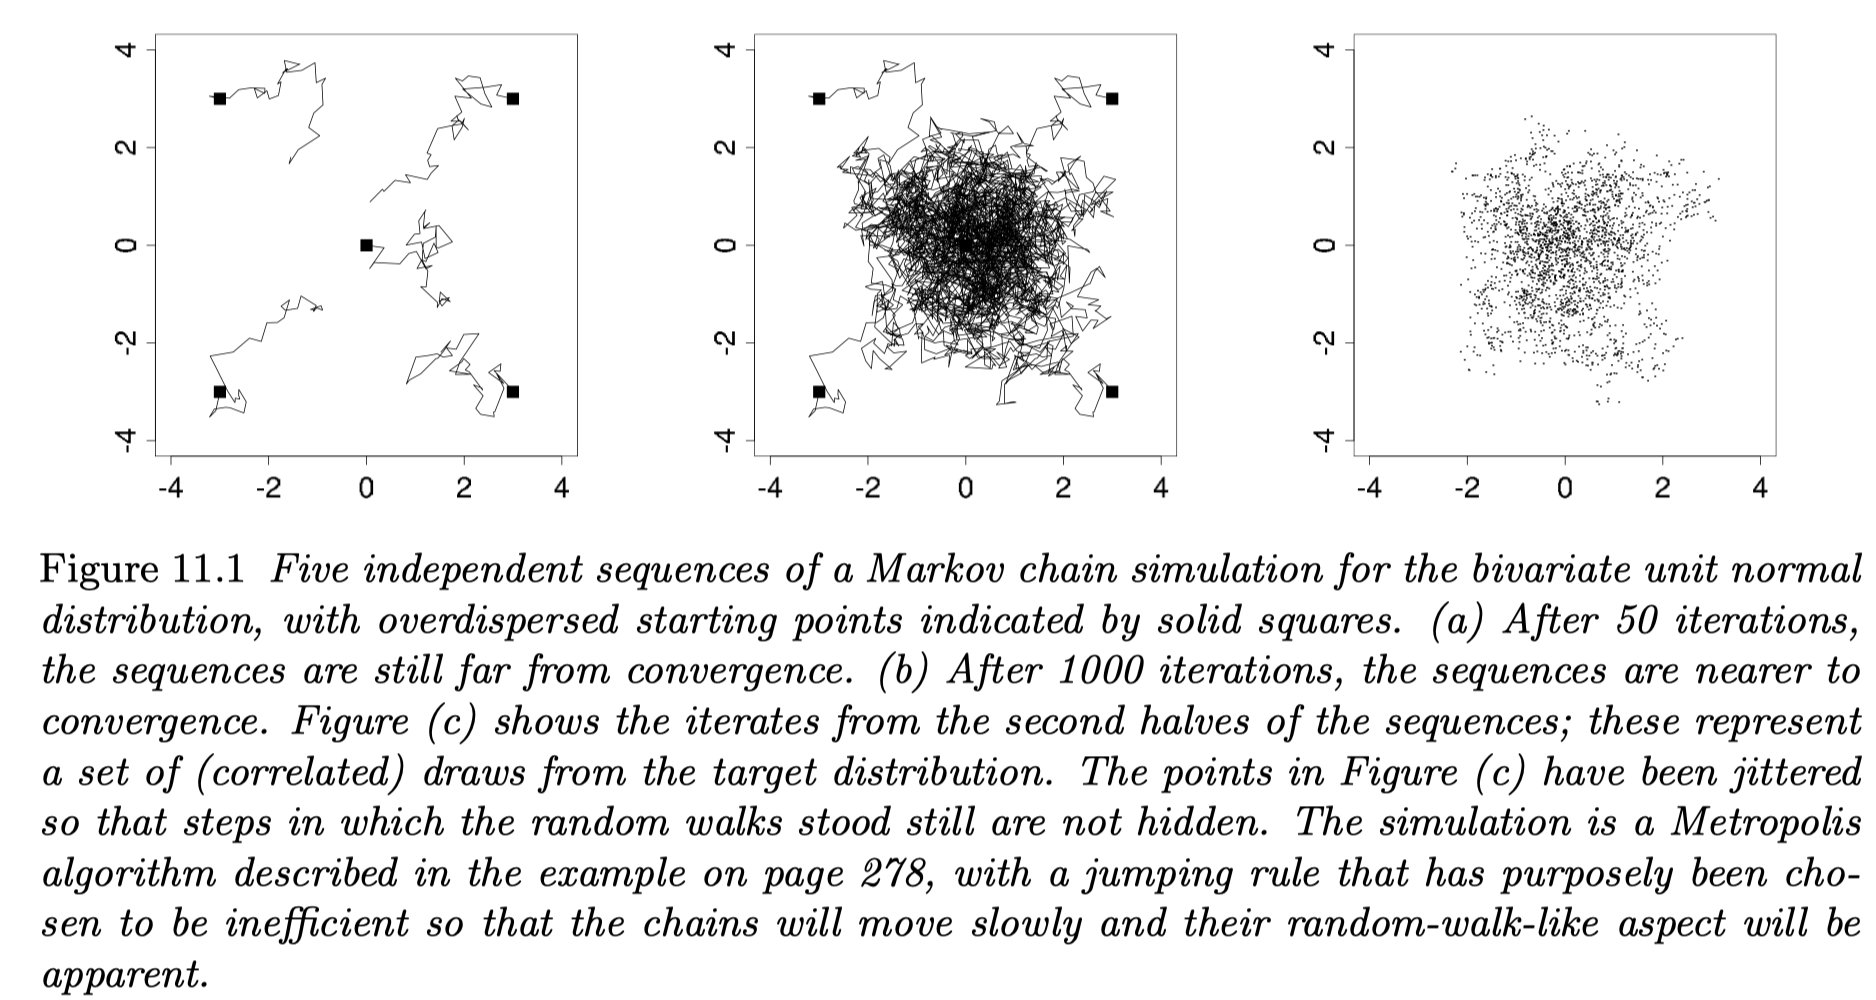 4 4 4
2 2 2
0 0 0
-2 -2 -2
-4 -4 -4
-4 -2 0 2 4 -4 -2 0 2 4 -4 -2 0 2 4
Figure 11.1 Five independent sequences of a Markov chain simulation for the bivariate unit normal
distribution, with overdispersed starting points indicated by solid squares. (a) After 50 iterations,
the sequences are still far from convergence. (b) After 1000 iterations, the sequences are nearer to
convergence. Figure (c) shows the iterates from the second halves of the sequences; these represent
a set of (correlated) draws from the target distribution. The points in Figure (c) have been jittered
so that steps in which the random walks stood still are not hidden. The simulation is a Metropolis
algorithm described in the example on page 278, with a jumping rule that has purposely been cho-
sen to be inefficient so that the chains will move slowly and their random-walk-like aspect will be
apparent.